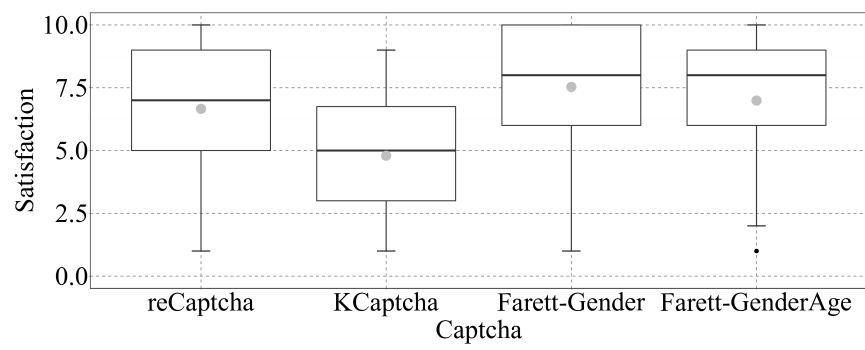 10.0
7.5
5.0
2.5
0.0
Satisfaction
reCaptcha KCaptcha Farett-Gender Farett-GenderAge
Captcha